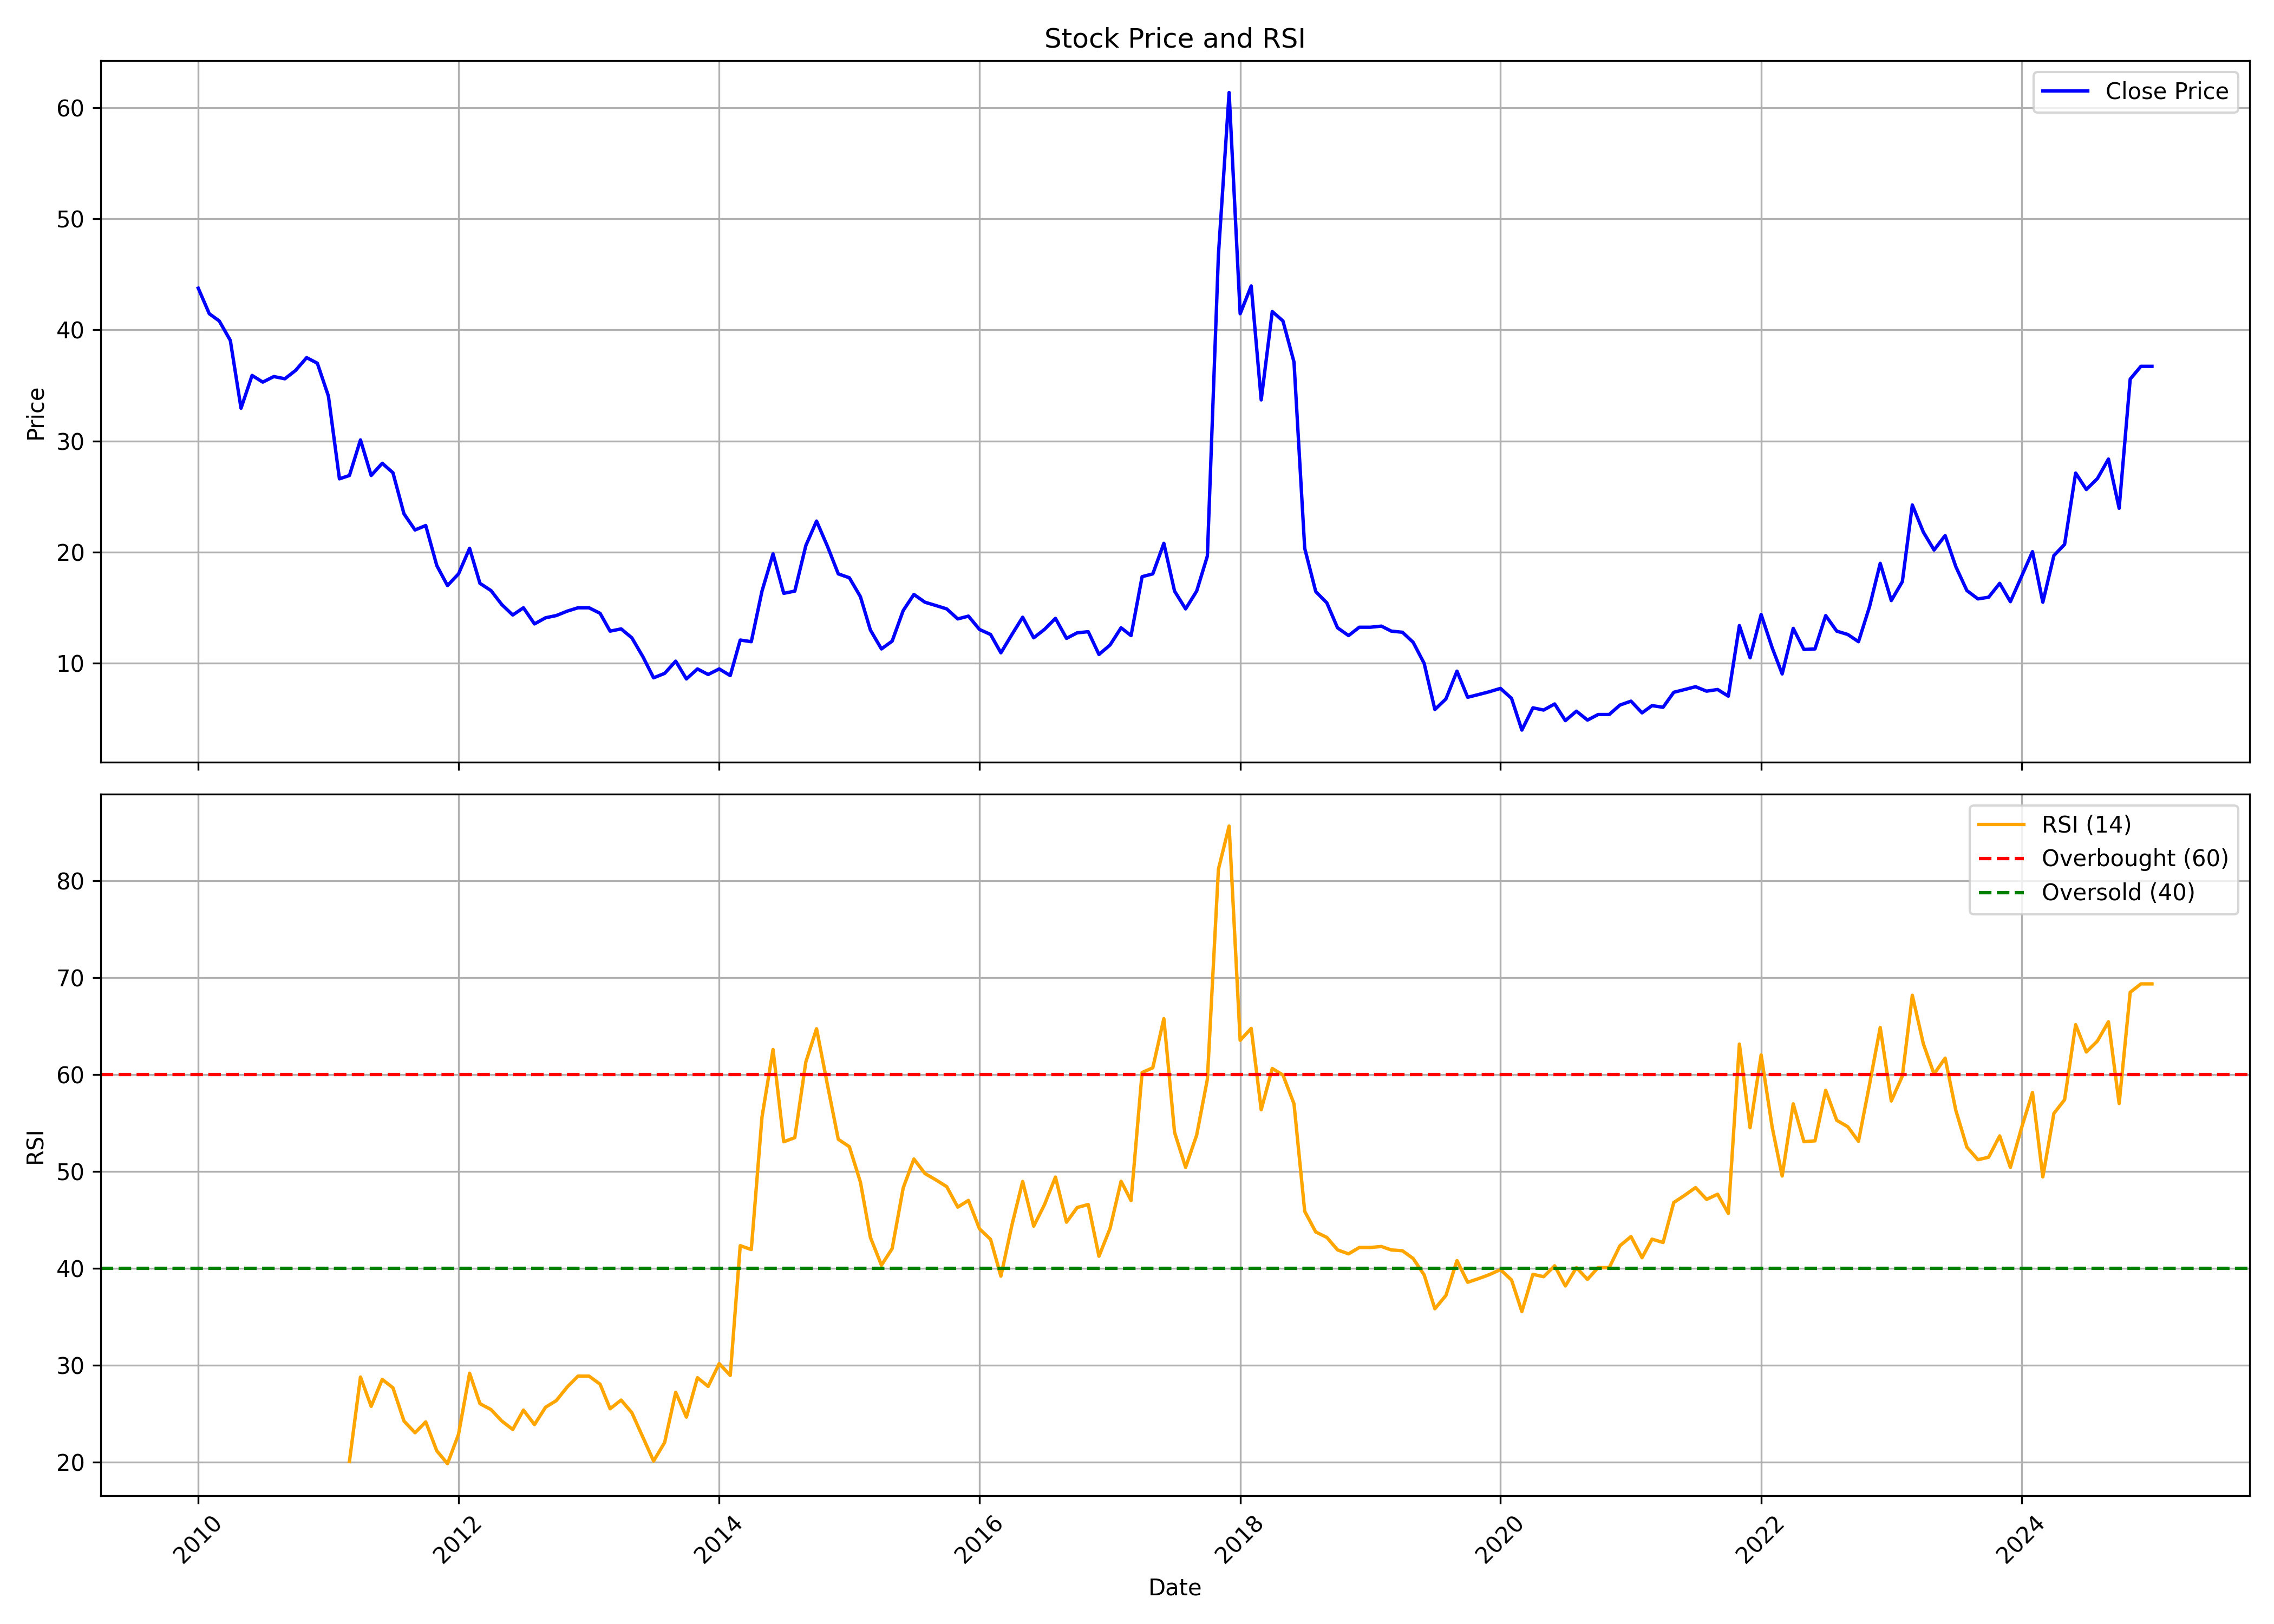 Stock Price and RSI
Close Price
60
50
40
30
20
10
Price
RSI (14)
Overbought (60)
Oversold (40)
80
70
60
50
40
30
20
RSI
2010
2012
2014
2016
2018
2020
2022
2024
Date